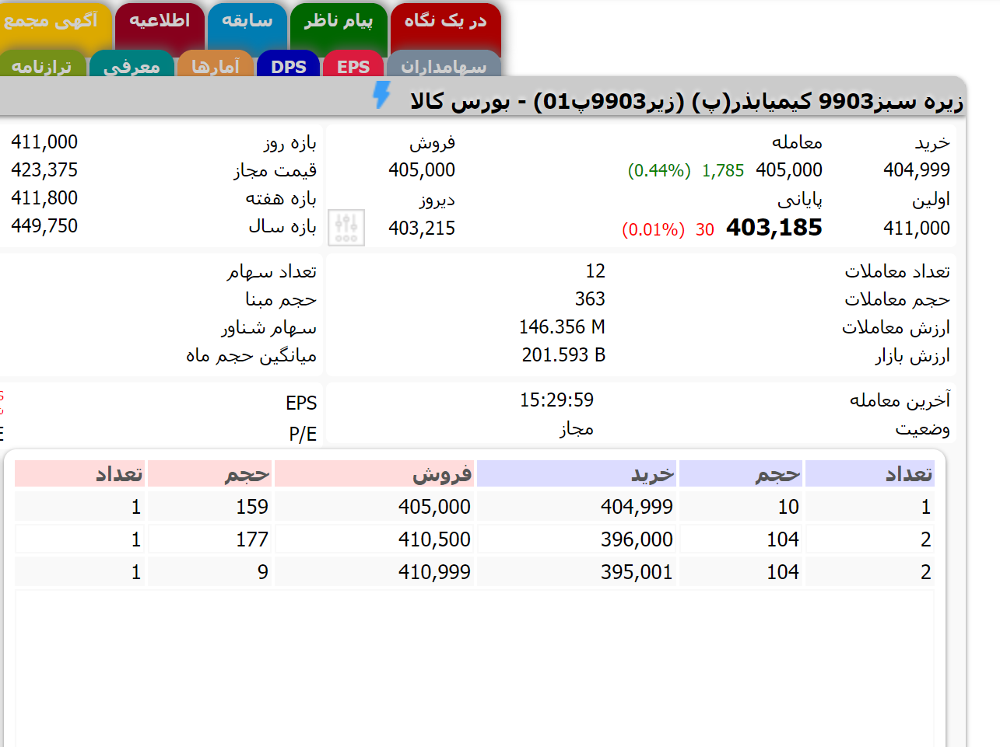 در یک نگاه پیام ناظر سابقه اطلاعیه آگهی مجمع
سهامداران EPS DPS آمارها معرفی ترازنامه
زیره سبز9903 کیمیابذر(پ) (زیر9903پ01) - بورس کالا
خرید معامله فروش
404,999 405,000 1,785 (0.44%) 405,000
اولین پایانی دیروز
411,000 403,185 30 (0.01%) 403,215
بازه روز 411,000
قیمت مجاز 423,375
بازه هفته 411,800
بازه سال 449,750
تعداد معاملات 12
حجم معاملات 363
ارزش معاملات 146.356 M
ارزش بازار 201.593 B
تعداد سهام
حجم مبنا
سهام شناور
میانگین حجم ماه
آخرین معامله 15:29:59
وضعیت مجاز
EPS
P/E
تعداد حجم خرید فروش حجم تعداد
1 10 404,999 405,000 159 1
2 104 396,000 410,500 177 1
2 104 395,001 410,999 9 1